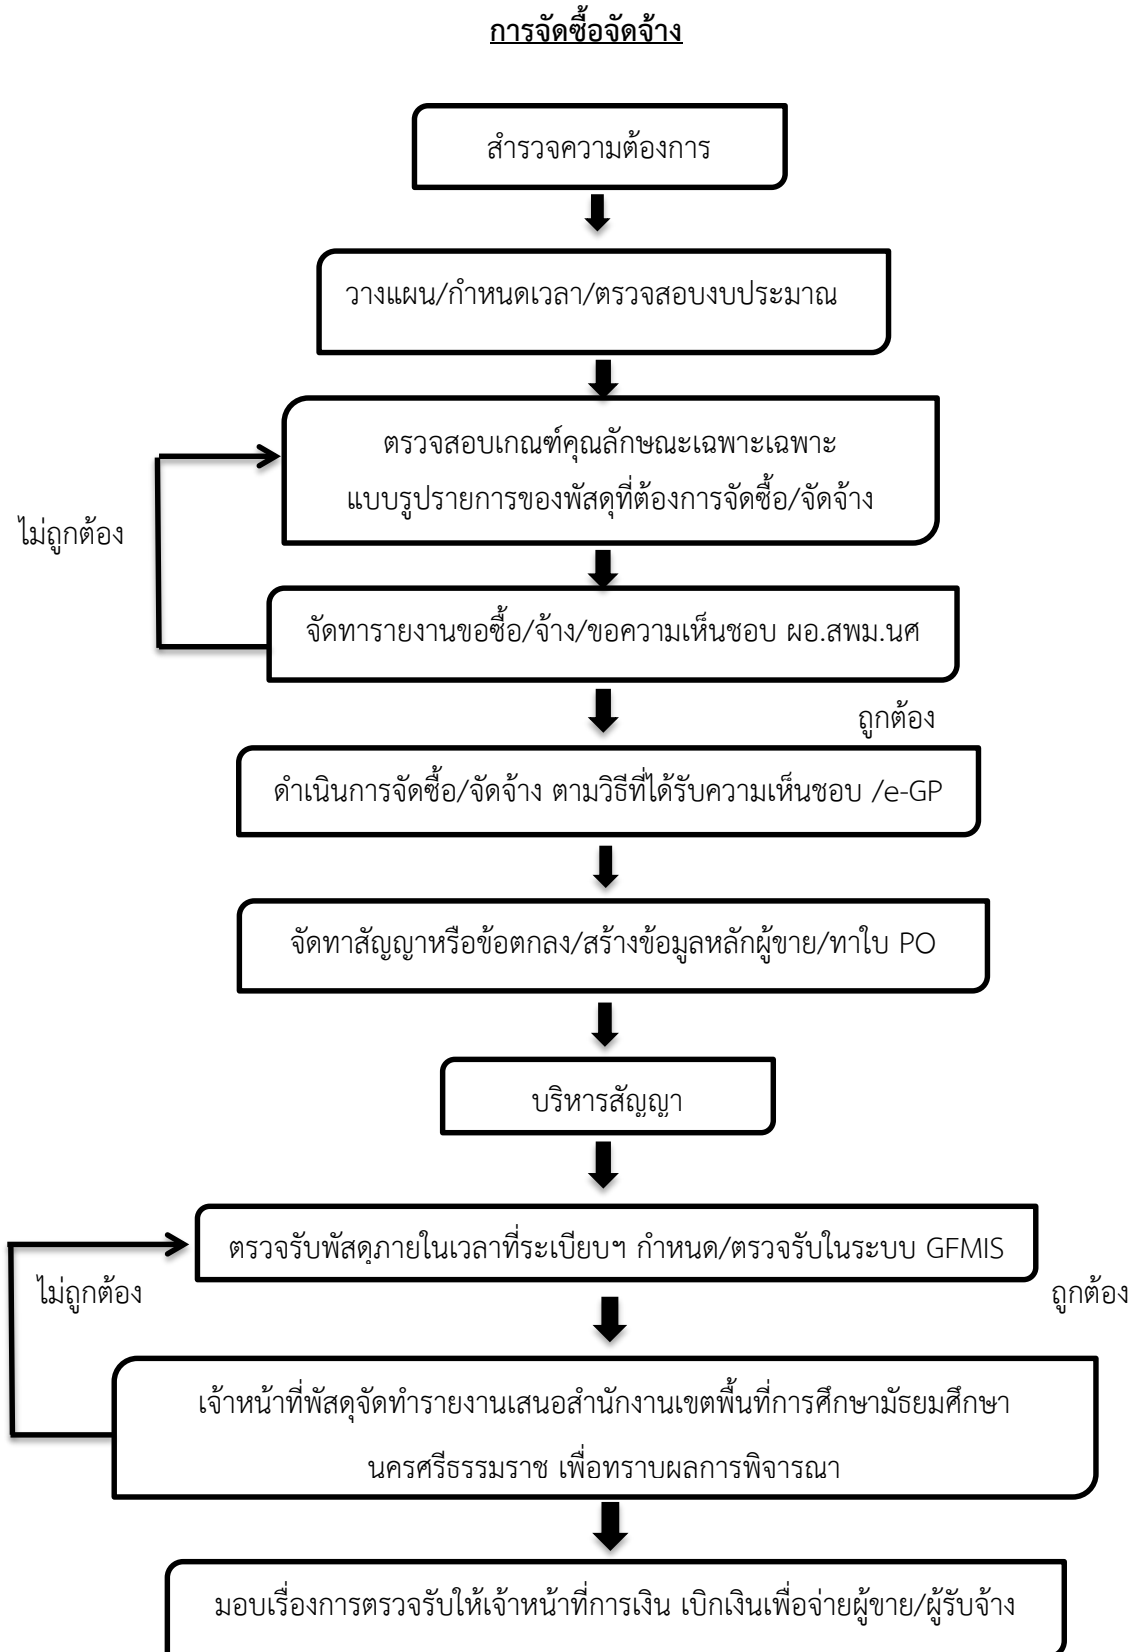 การจัดซื้อจัดจ้าง
สำรวจความต้องการ
วางแผน/กำหนดเวลา/ตรวจสอบงบประมาณ
ตรวจสอบเกณฑ์คุณลักษณะเฉพาะเฉพาะ
แบบรูปรายการของพัสดุที่ต้องการจัดซื้อ/จัดจ้าง
ไม่ถูกต้อง
จัดทารายงานขอซื้อ/จ้าง/ขอความเห็นชอบ ผอ.สพม.นศ
ถูกต้อง
ดำเนินการจัดซื้อ/จัดจ้าง ตามวิธีที่ได้รับความเห็นชอบ /e-GP
จัดทาสัญญาหรือข้อตกลง/สร้างข้อมูลหลักผู้ขาย/ทาใบ PO
บริหารสัญญา
ตรวจรับพัสดุภายในเวลาที่ระเบียบฯ กำหนด/ตรวจรับในระบบ GFMIS
ไม่ถูกต้อง
ถูกต้อง
เจ้าหน้าที่พัสดุจัดทำรายงานเสนอสำนักงานเขตพื้นที่การศึกษามัธยมศึกษา
นครศรีธรรมราช เพื่อทราบผลการพิจารณา
มอบเรื่องการตรวจรับให้เจ้าหน้าที่การเงิน เบิกเงินเพื่อจ่ายผู้ขาย/ผู้รับจ้าง